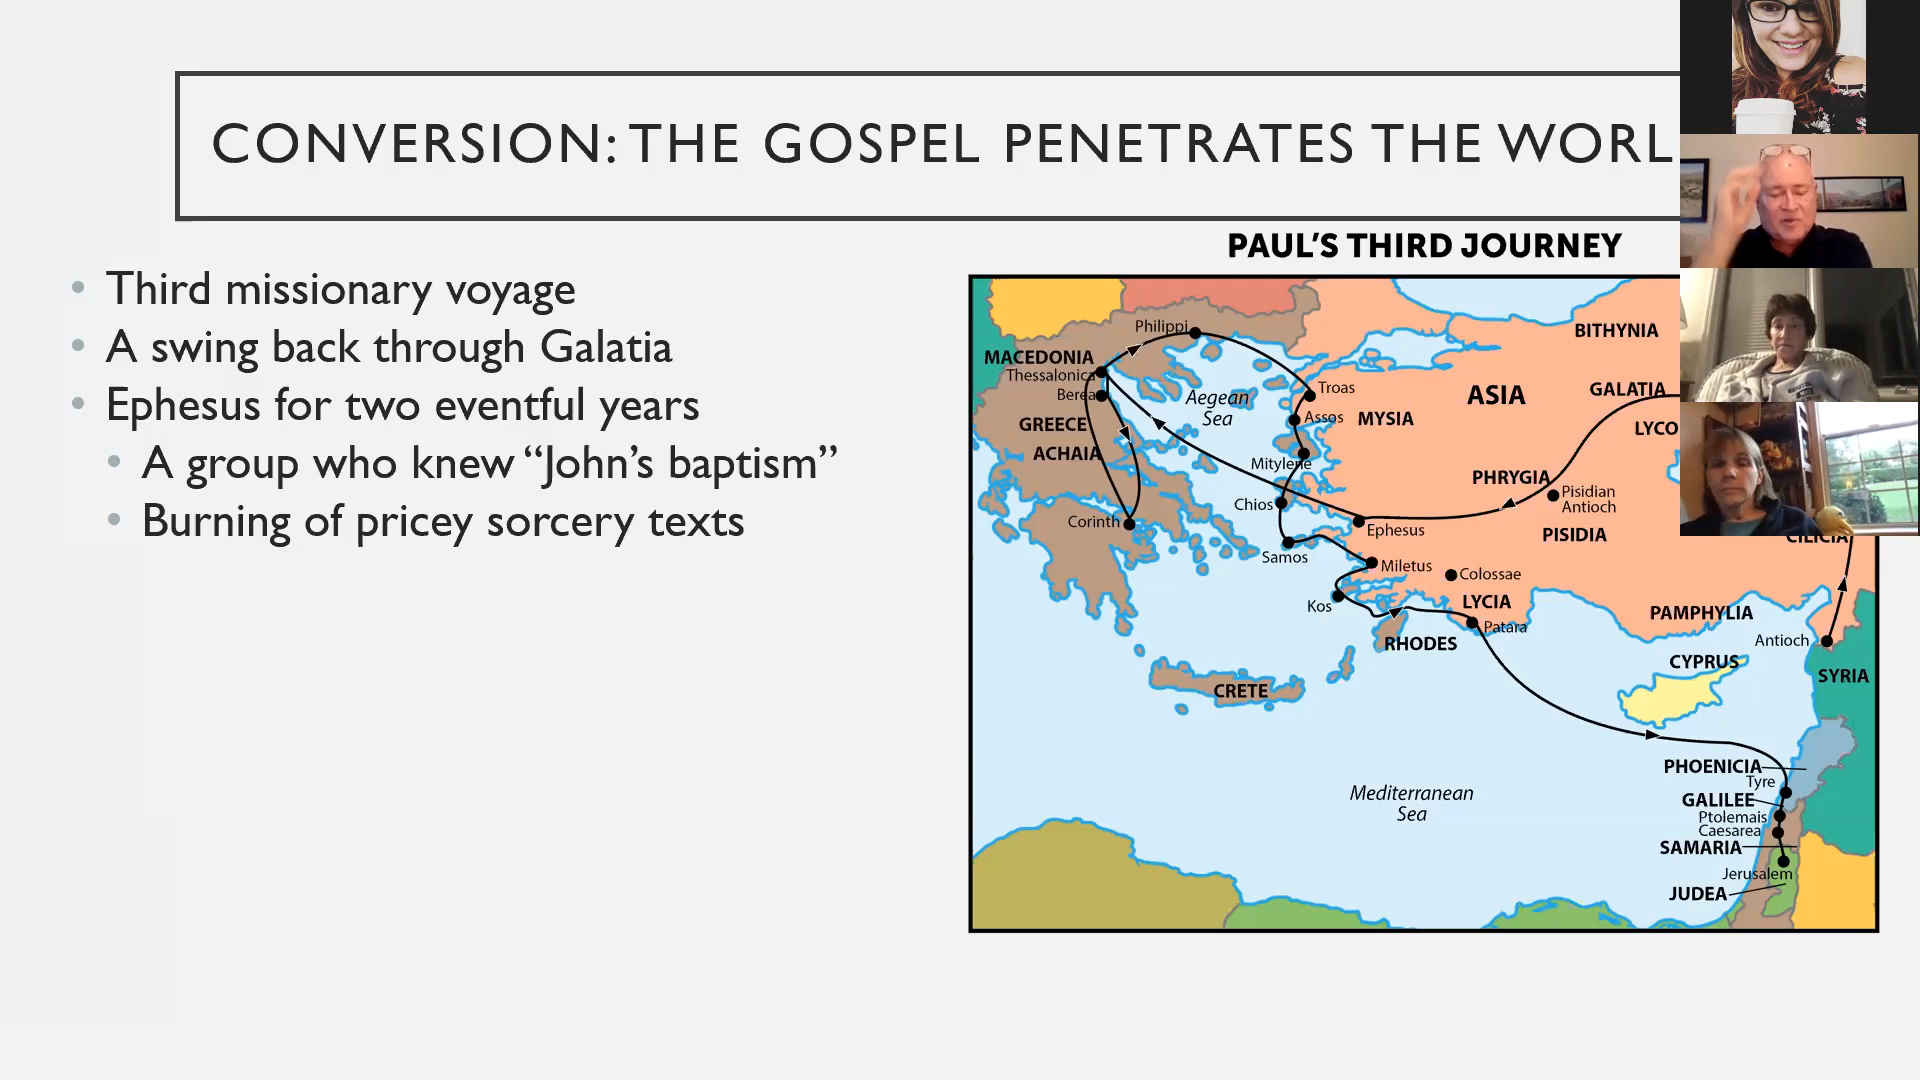 CONVERSION: THE GOSPEL PENETRATES THE WORL
PAUL'S THIRD JOURNEY
• Third missionary voyage
• A swing back through Galatia
• Ephesus for two eventful years
• A group who knew “John's baptism”
• Burning of pricey sorcery texts
Philippi
BITHYNIA
MACEDONIA
Thessalonica
Berea
Troas
ASIA
GALATIA
Aegean
Sea
Assos
MYSIA
GREECE
LYCO
ACHAIA
Mitylene
PHRYGIA
Pisidian
Antioch
Chios
Corinth
Ephesus
PISIDIA
CILICIA
Samos
Miletus
Colossae
Kos
LYCIA
PAMPHYLIA
Patara
RHODES
Antioch
CYPRUS
SYRIA
CRETE
PHOENICIA
Tyre
Mediterranean
Sea
GALILEE
Ptolemais
Caesarea
SAMARIA
Jerusalem
JUDEA